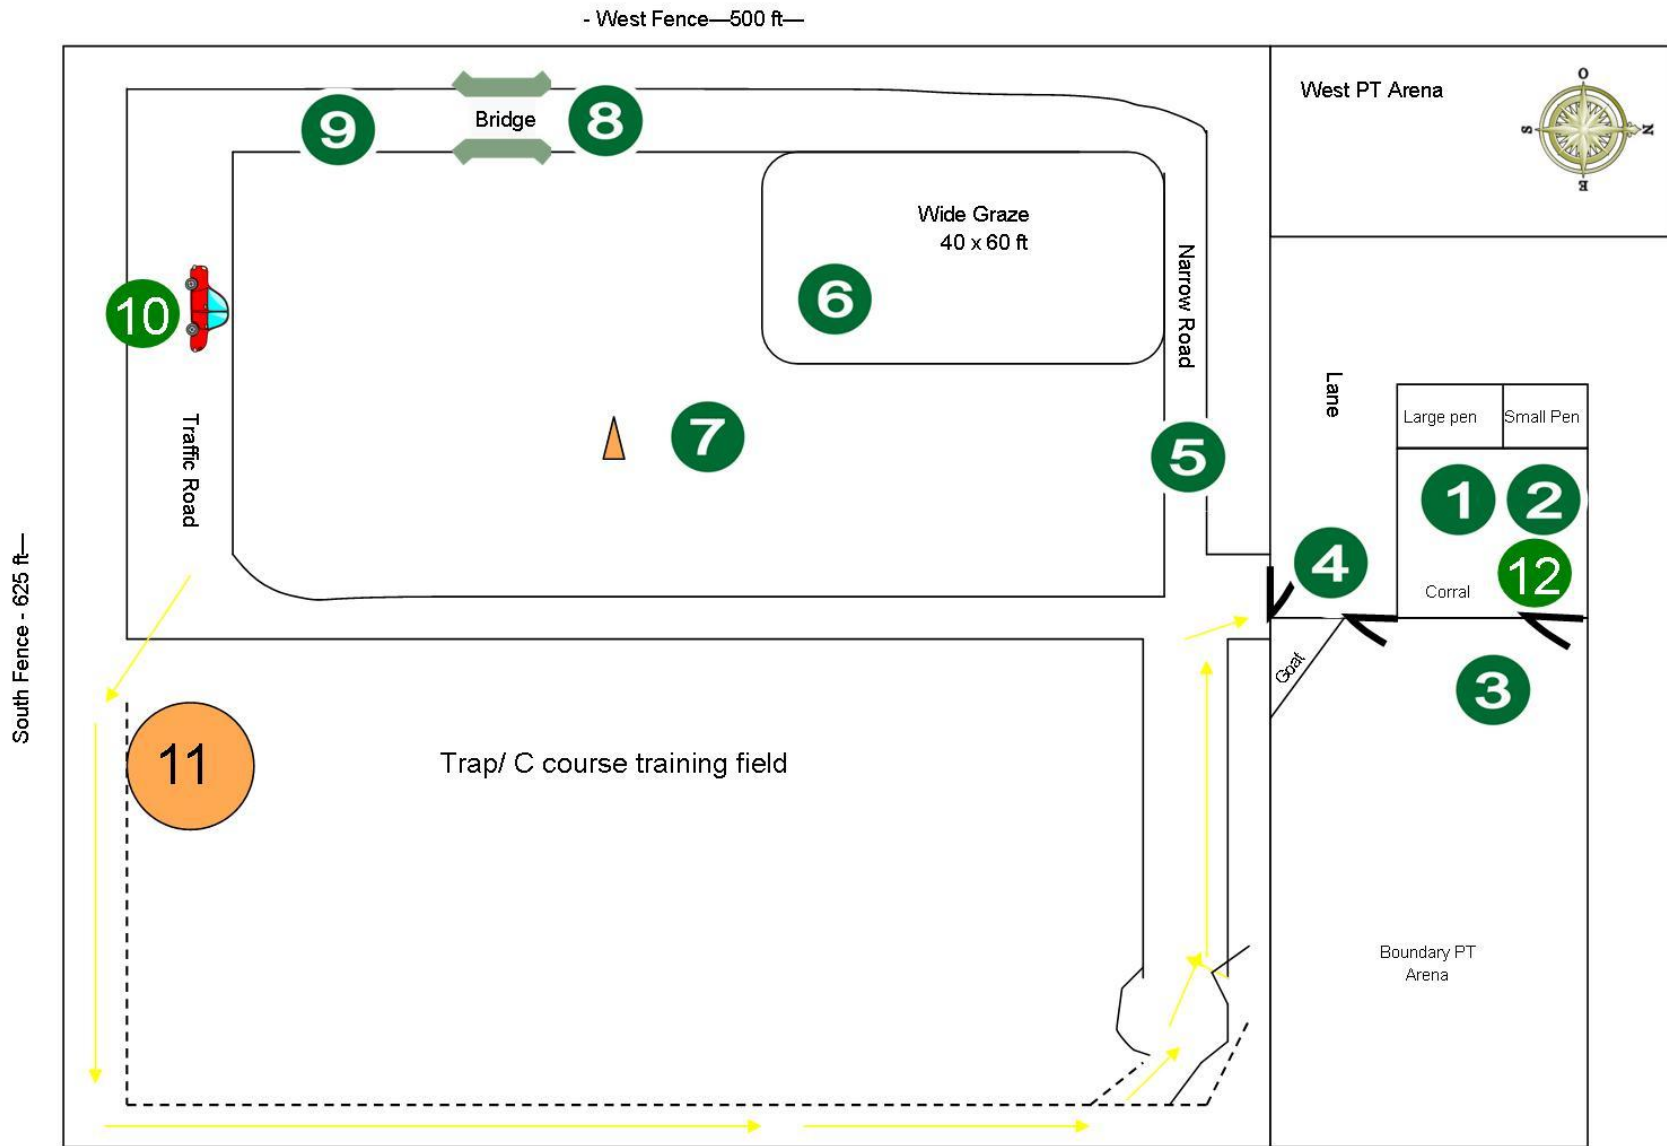 - West Fence—500 ft—
West PT Arena
O
N
S
E
9
Bridge
8
Wide Graze
40 x 60 ft
Narrow Road
6
10
Lane
Large pen
Small Pen
Traffic Road
7
5
1
2
4
12
Corral
South Fence - 625 ft—
Goat
3
11
Trap/ C course training field
Boundary PT
Arena